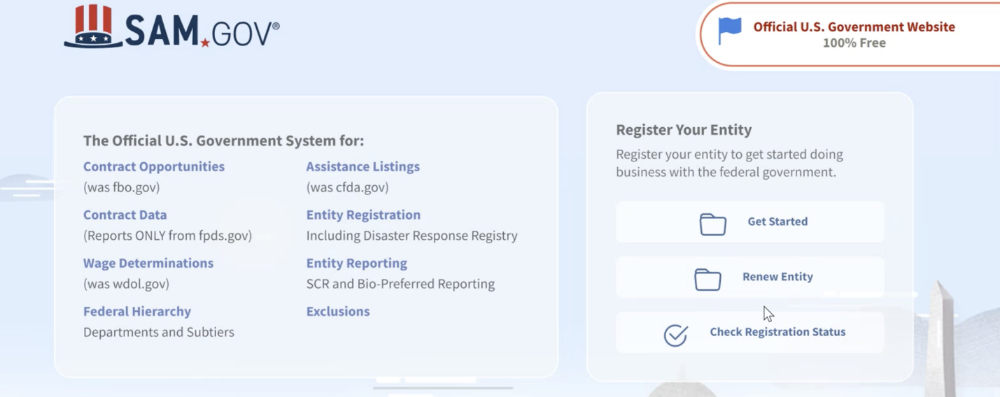 SAM.GOV®
Official U.S. Government Website
100% Free
The Official U.S. Government System for:
Contract Opportunities
(was fbo.gov)
Contract Data
(Reports ONLY from fpds.gov)
Wage Determinations
(was wdol.gov)
Federal Hierarchy
Departments and Subtiers
Assistance Listings
(was cfda.gov)
Entity Registration
Including Disaster Response Registry
Entity Reporting
SCR and Bio-Preferred Reporting
Exclusions
Register Your Entity
Register your entity to get started doing
business with the federal government.
Get Started
Renew Entity
Check Registration Status